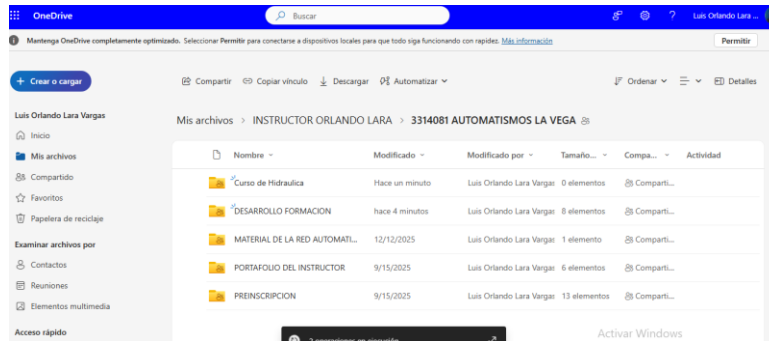 OneDrive
Buscar
Luis Orlando Lara ...
Mantenga OneDrive completamente optimizado. Seleccionar Permitir para conectarse a dispositivos locales para que todo siga funcionando con rapidez. Más información
Permitir
+ Crear o cargar
Compartir Copiar vínculo Descargar Automatizar
Ordenar Detalles
Luis Orlando Lara Vargas
Inicio
Mis archivos
Compartido
Favoritos
Papelera de reciclaje
Examinar archivos por
Contactos
Reuniones
Elementos multimedia
Acceso rápido
Mis archivos > INSTRUCTOR ORLANDO LARA > 3314081 AUTOMATISMOS LA VEGA
Nombre Modificado Modificado por Tamaño... Compa... Actividad
Curso de Hidraulica Hace un minuto Luis Orlando Lara Vargas 0 elementos Comparti...
DESARROLLO FORMACION hace 4 minutos Luis Orlando Lara Vargas 8 elementos Comparti...
MATERIAL DE LA RED AUTOMATI... 12/12/2025 Luis Orlando Lara Vargas 1 elemento Comparti...
PORTAFOLIO DEL INSTRUCTOR 9/15/2025 Luis Orlando Lara Vargas 6 elementos Comparti...
PREINSCRIPCION 9/15/2025 Luis Orlando Lara Vargas 13 elementos Comparti...
2 operaciones en ejecución
Activar Windows